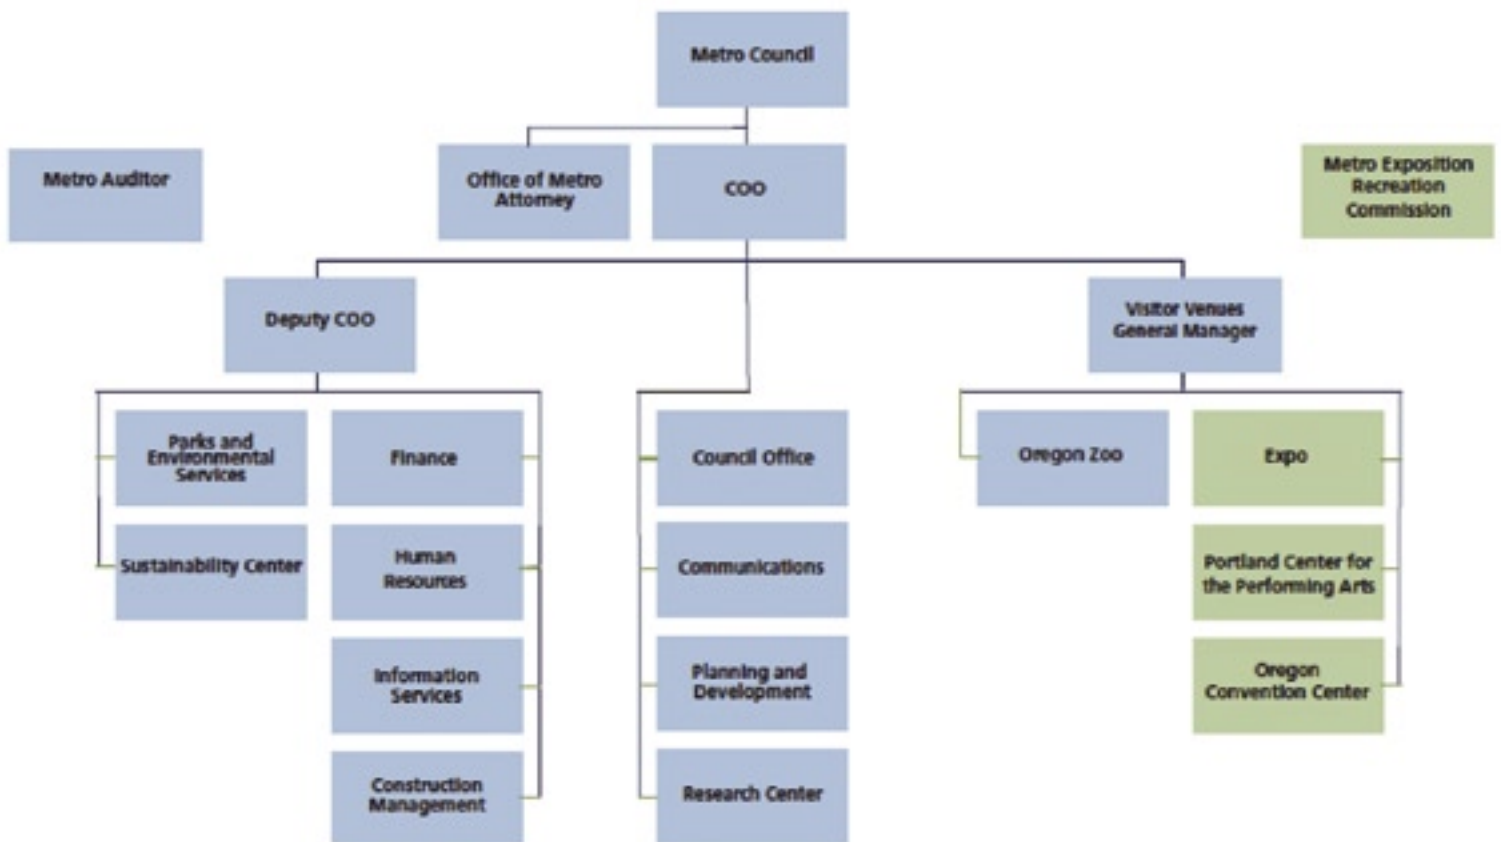 Metro Council
Metro Auditor
Office of Metro
Attorney
COO
Metro Exposition
Recreation
Commission
Deputy COO
Visitor Venues
General Manager
Parks and
Environmental
Services
Finance
Council Office
Oregon Zoo
Expo
Sustainability Center
Human
Resources
Communications
Portland Center for
the Performing Arts
Information
Services
Planning and
Development
Oregon
Convention Center
Construction
Management
Research Center